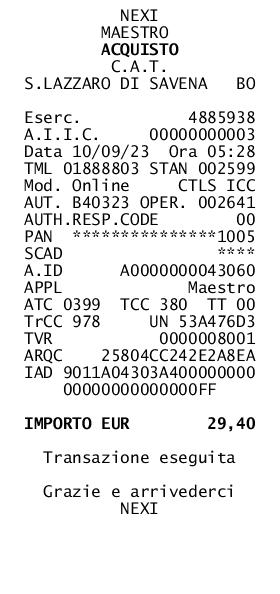 NEXI
MAESTRO
ACQUISTO
C.A.T.
S.LAZZARO DI SAVENA BO
Eserc. 4885938
A.I.I.C. 00000000003
Data 10/09/23 Ora 05:28
TML 01888803 STAN 002599
Mod. Online CTLS ICC
AUT. B40323 OPER. 002641
AUTH.RESP.CODE 00
PAN ***************1005
SCAD ****
A.ID A0000000043060
APPL Maestro
ATC 0399 TCC 380 TT 00
TrCC 978 UN 53A476D3
TVR 0000008001
ARQC 25804CC242E2A8EA
IAD 9011A04303A400000000
00000000000000FF
IMPORTO EUR 29,40
Transazione eseguita
Grazie e arrivederci
NEXI